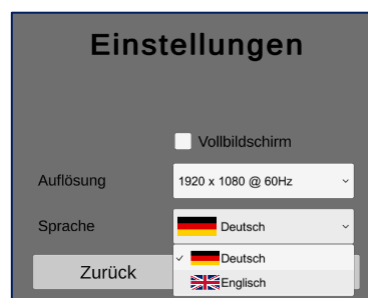 Einstellungen
Vollbildschirm
Auflösung
1920 x 1080 @ 60Hz
Sprache
Deutsch
Deutsch
Englisch
Zurück